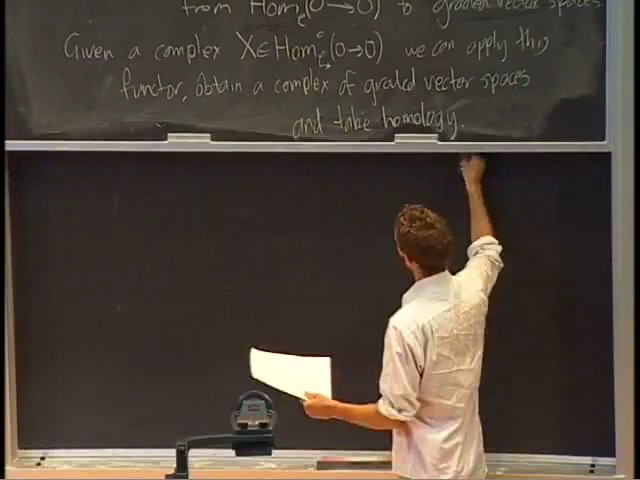 from Hom_C(0→0) to graded vector spaces.
Given a complex X∈Hom_C(0→0) we can apply this
functor, obtain a complex of graded vector spaces
and take homology.